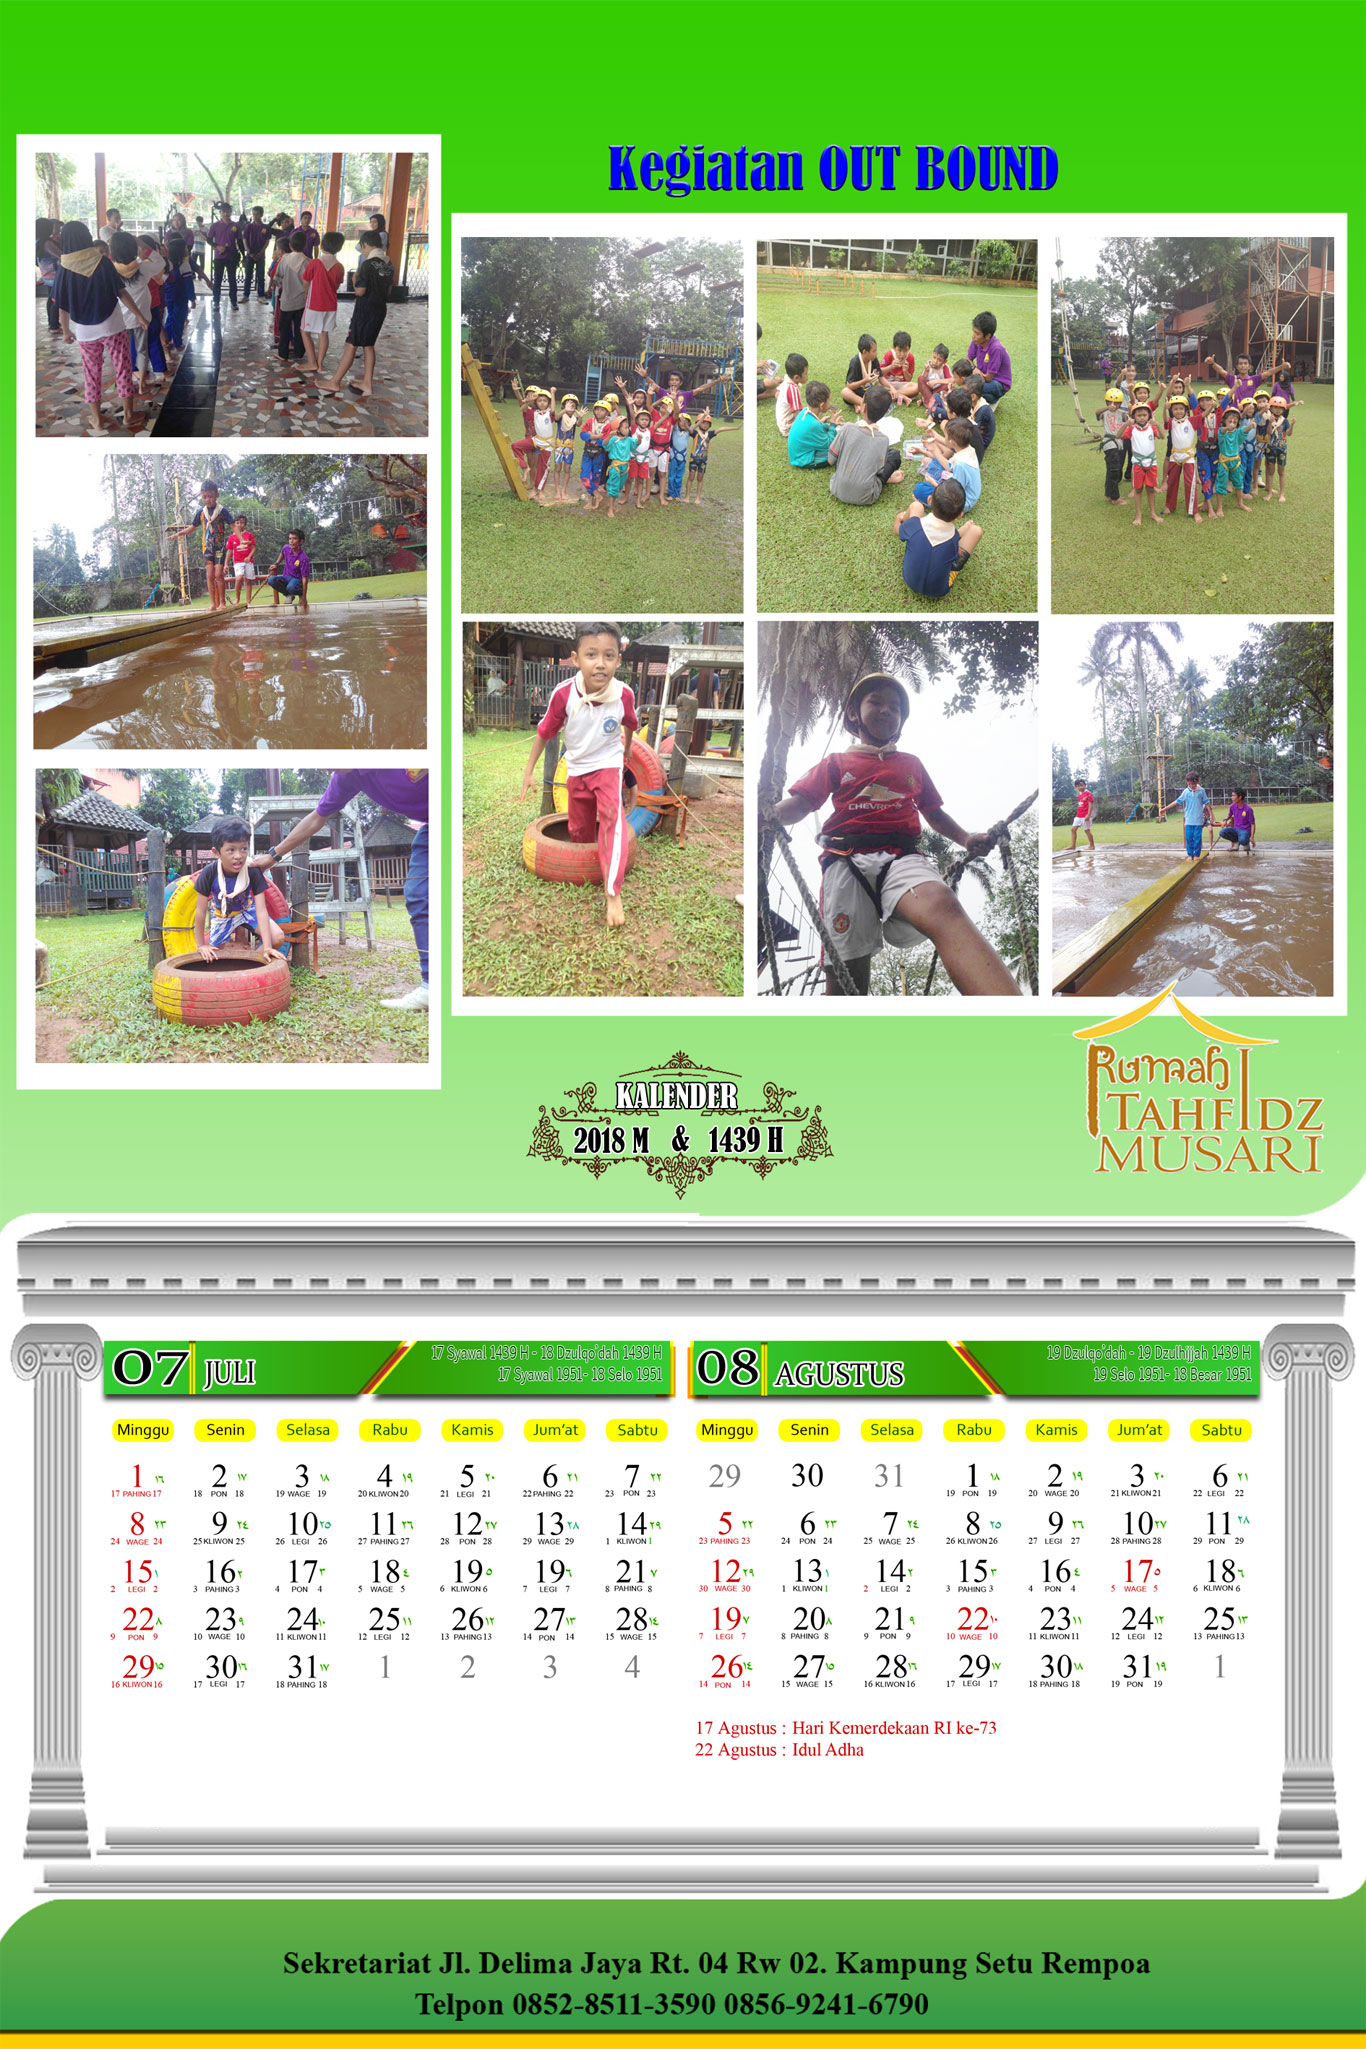 Kegiatan OUT BOUND
CHEVROLET
KALENDER
2018 M & 1439 H
Rumah
TAHFIDZ
MUSARI
07 JULI
17 Syawal 1439 H - 18 Dzulqo'dah 1439 H
17 Syawal 1951- 18 Selo 1951
Minggu Senin Selasa Rabu Kamis Jum'at Sabtu
1 ١٦ 2 ١٧ 3 ١٨ 4 ١٩ 5 ٢٠ 6 ٢١ 7 ٢٢
17 PAHING 17 18 PON 18 19 WAGE 19 20 KLIWON 20 21 LEGI 21 22 PAHING 22 23 PON 23
8 ٢٣ 9 ٢٤ 10 ٢٥ 11 ٢٦ 12 ٢٧ 13 ٢٨ 14 ٢٩
24 WAGE 24 25 KLIWON 25 26 LEGI 26 27 PAHING 27 28 PON 28 29 WAGE 29 1 KLIWON 1
15 ١ 16 ٢ 17 ٣ 18 ٤ 19 ٥ 19 ٦ 21 ٧
2 LEGI 2 3 PAHING 3 4 PON 4 5 WAGE 5 6 KLIWON 6 7 LEGI 7 8 PAHING 8
22 ٨ 23 ٩ 24 ١٠ 25 ١١ 26 ١٢ 27 ١٣ 28 ١٤
9 PON 9 10 WAGE 10 11 KLIWON 11 12 LEGI 12 13 PAHING 13 14 PON 14 15 WAGE 15
29 ١٥ 30 ١٦ 31 ١٧ 1 2 3 4
16 KLIWON 16 17 LEGI 17 18 PAHING 18
08 AGUSTUS
19 Dzulqo'dah - 19 Dzulhijjah 1439 H
19 Selo 1951- 18 Besar 1951
Minggu Senin Selasa Rabu Kamis Jum'at Sabtu
29 30 31 1 ١٨ 2 ١٩ 3 ٢٠ 6 ٢١
19 PON 19 20 WAGE 20 21 KLIWON 21 22 LEGI 22
5 ٢٢ 6 ٢٣ 7 ٢٤ 8 ٢٥ 9 ٢٦ 10 ٢٧ 11 ٢٨
23 PAHING 23 24 PON 24 25 WAGE 25 26 KLIWON 26 27 LEGI 27 28 PAHING 28 29 PON 29
12 ٢٩ 13 ١ 14 ٢ 15 ٣ 16 ٤ 17 ٥ 18 ٦
30 WAGE 30 1 KLIWON 1 2 LEGI 2 3 PAHING 3 4 PON 4 5 WAGE 5 6 KLIWON 6
19 ٧ 20 ٨ 21 ٩ 22 ١٠ 23 ١١ 24 ١٢ 25 ١٣
7 LEGI 7 8 PAHING 8 9 PON 9 10 WAGE 10 11 KLIWON 11 12 LEGI 12 13 PAHING 13
26 ١٤ 27 ١٥ 28 ١٦ 29 ١٧ 30 ١٨ 31 ١٩ 1
14 PON 14 15 WAGE 15 16 KLIWON 16 17 LEGI 17 18 PAHING 18 19 PON 19
17 Agustus : Hari Kemerdekaan RI ke-73
22 Agustus : Idul Adha
Sekretariat Jl. Delima Jaya Rt. 04 Rw 02. Kampung Setu Rempoa
Telpon 0852-8511-3590 0856-9241-6790